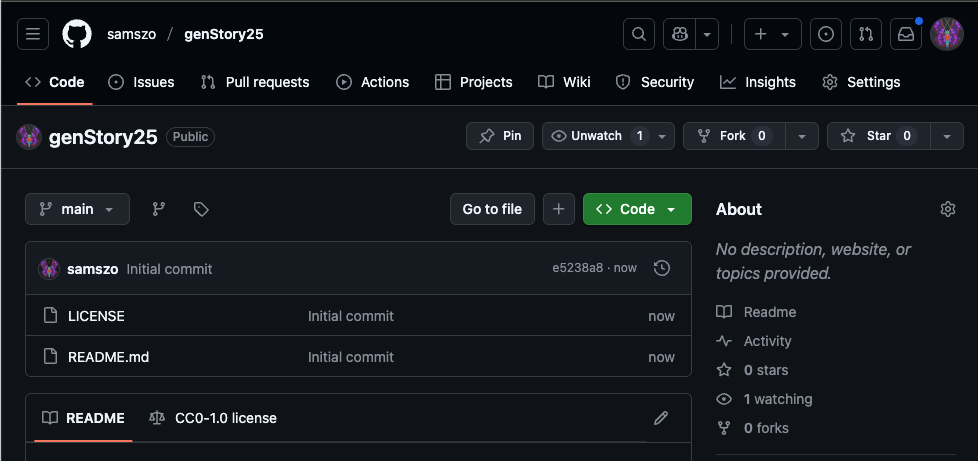 samszo / genStory25
Code Issues Pull requests Actions Projects Wiki Security Insights Settings
genStory25 Public Pin Unwatch 1 Fork 0 Star 0
main Go to file Code About
No description, website, or
topics provided.
samszo Initial commit e5238a8 · now
LICENSE Initial commit now
README.md Initial commit now
Readme
Activity
0 stars
1 watching
0 forks
README CC0-1.0 license